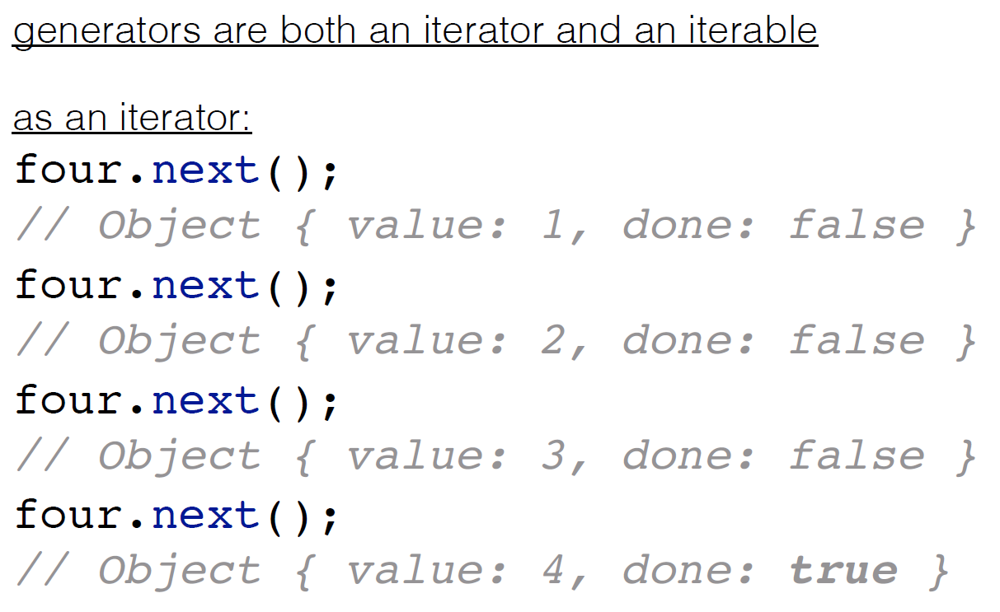 generators are both an iterator and an iterable
as an iterator:
four.next();
// Object { value: 1, done: false }
four.next();
// Object { value: 2, done: false }
four.next();
// Object { value: 3, done: false }
four.next();
// Object { value: 4, done: true }